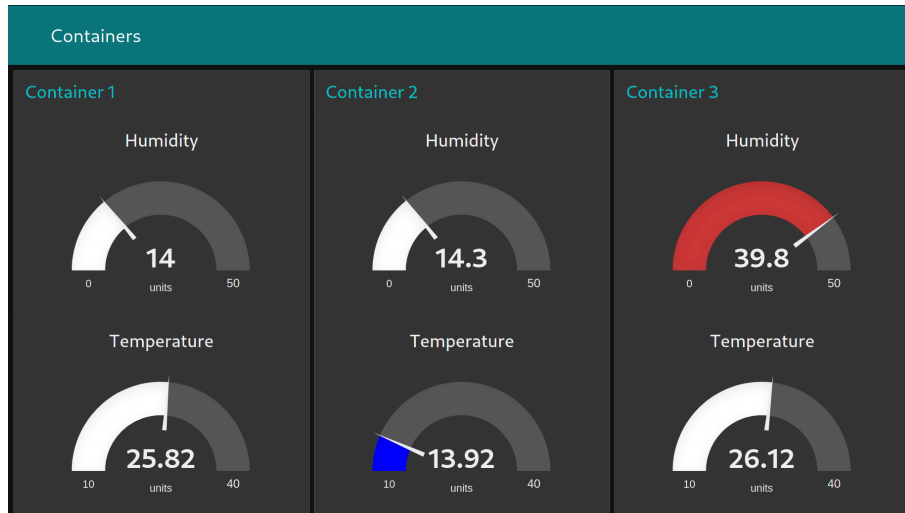 Containers
Container 1
Humidity
14
0
units
50
Temperature
25.82
10
units
40
Container 2
Humidity
14.3
0
units
50
Temperature
13.92
10
units
40
Container 3
Humidity
39.8
0
units
50
Temperature
26.12
10
units
40